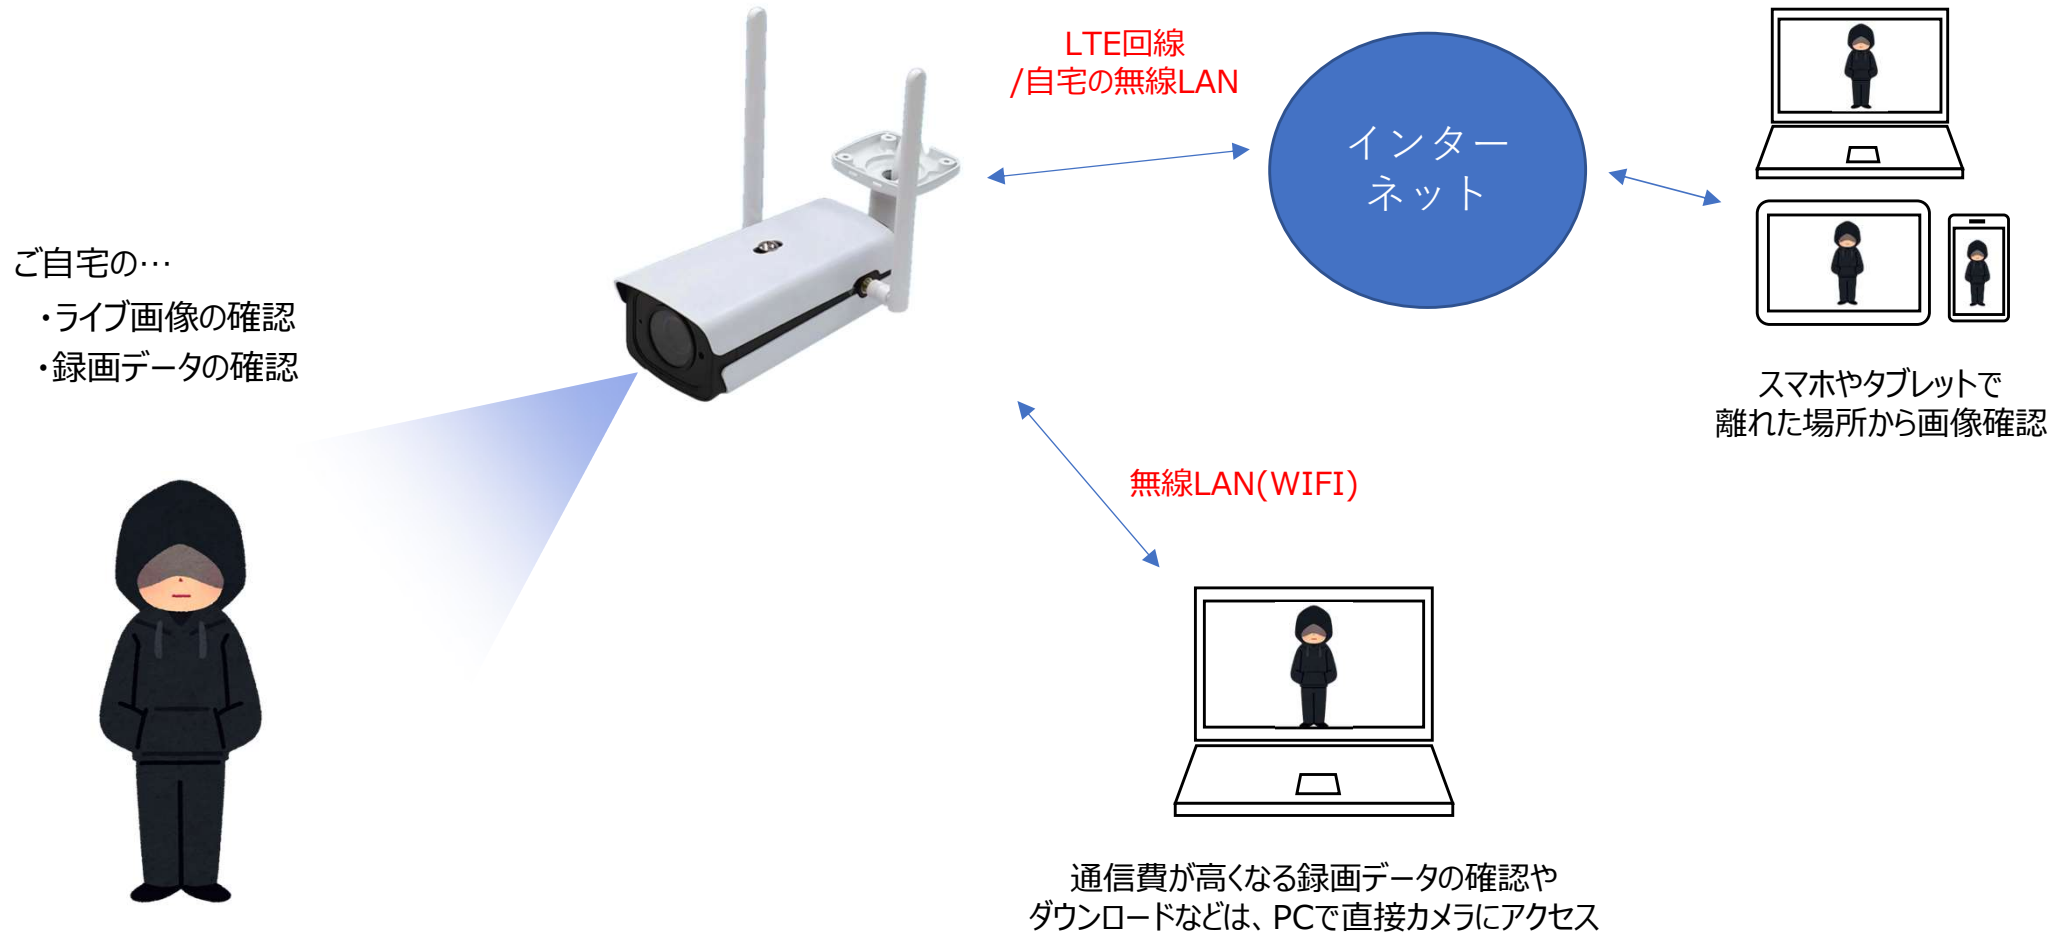 LTE回線
/自宅の無線LAN
インター
ネット
ご自宅の…
・ライブ画像の確認
・録画データの確認
スマホやタブレットで
離れた場所から画像確認
無線LAN(WIFI)
通信費が高くなる録画データの確認や
ダウンロードなどは、PCで直接カメラにアクセス